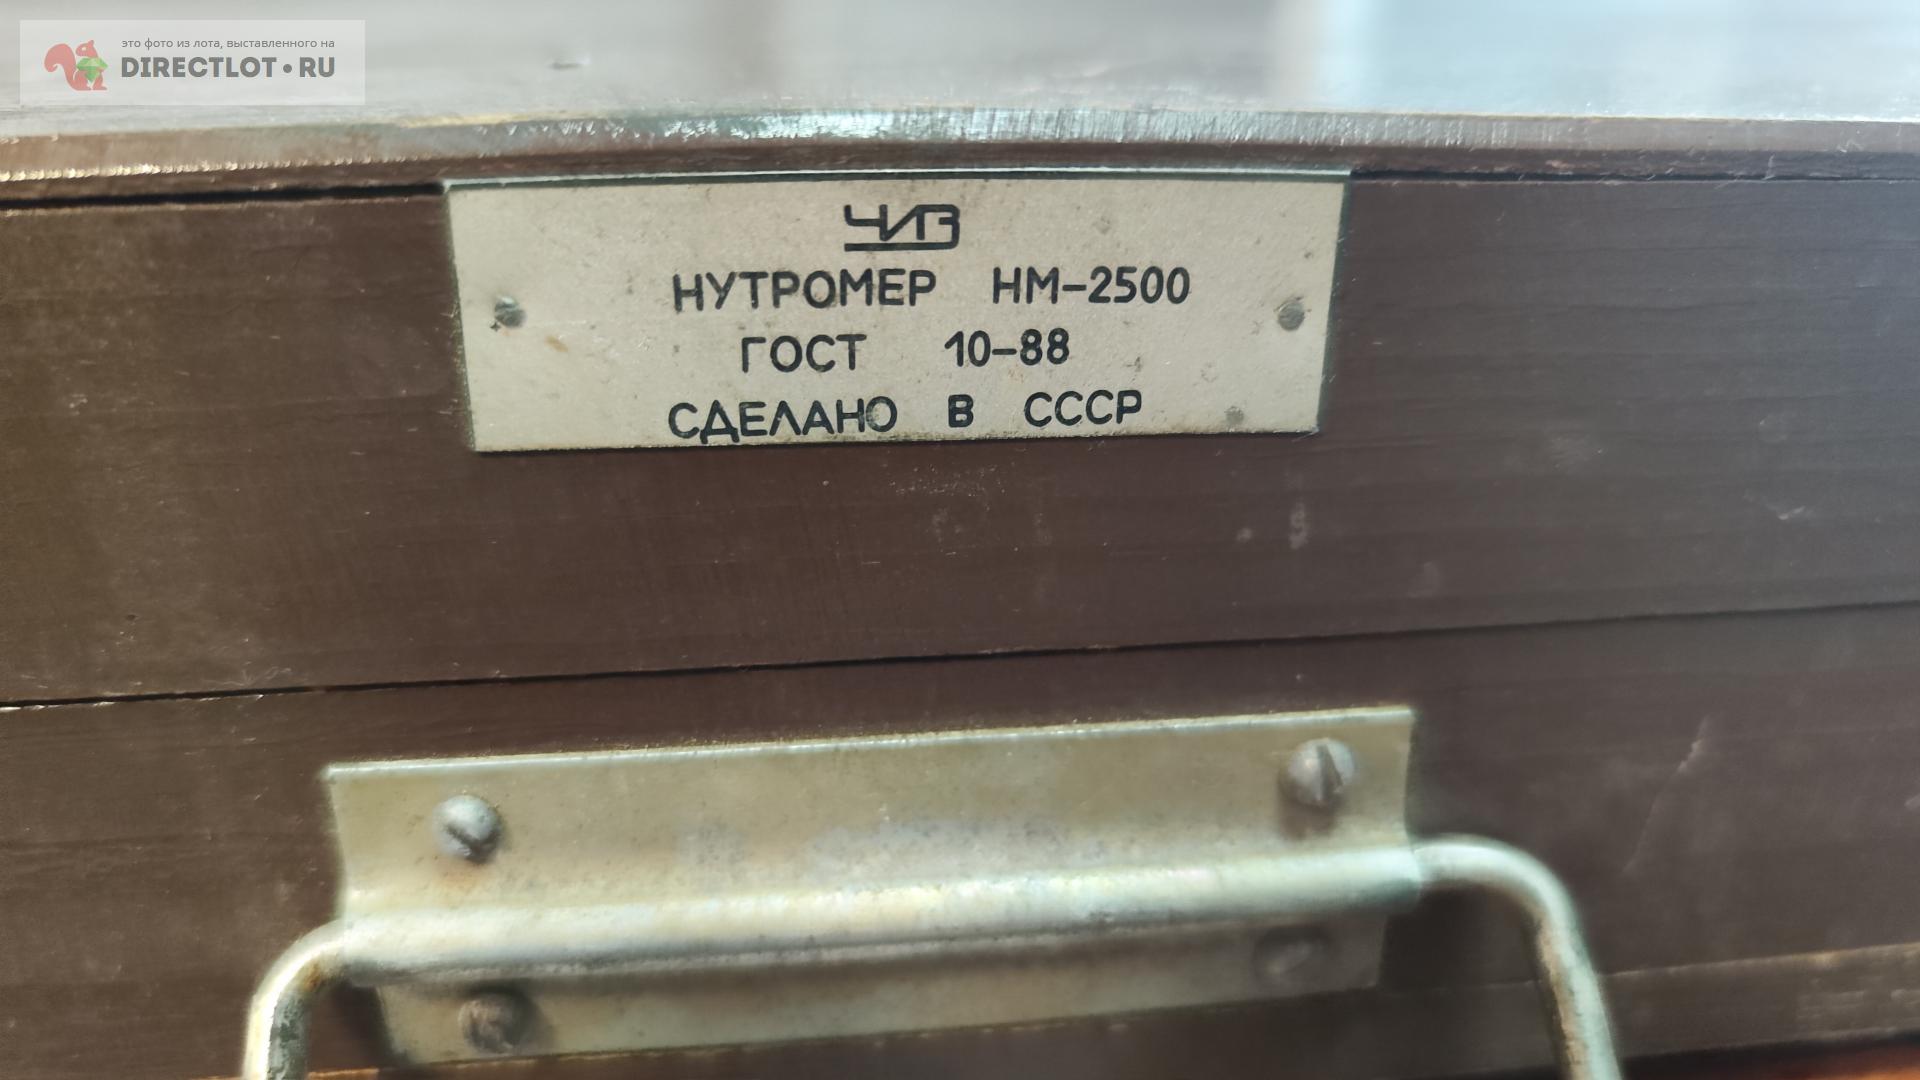 это фото из лота, выставленного на
DIRECTLOT•RU
ЧИЗ
НУТРОМЕР НМ-2500
ГОСТ 10-88
СДЕЛАНО В СССР